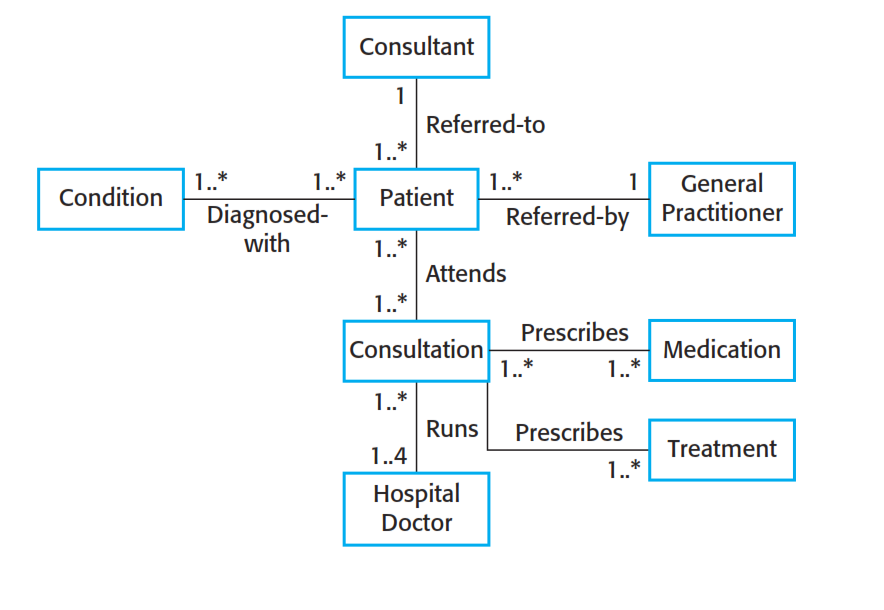 Consultant
1
Referred-to
1..*
1..*
1..*
1..*
1
Condition
Patient
General
Practitioner
Diagnosed-
with
Referred-by
1..*
Attends
1..*
Prescribes
Consultation
Medication
1..*
1..*
1..*
Runs
Prescribes
Treatment
1..4
1..*
Hospital
Doctor